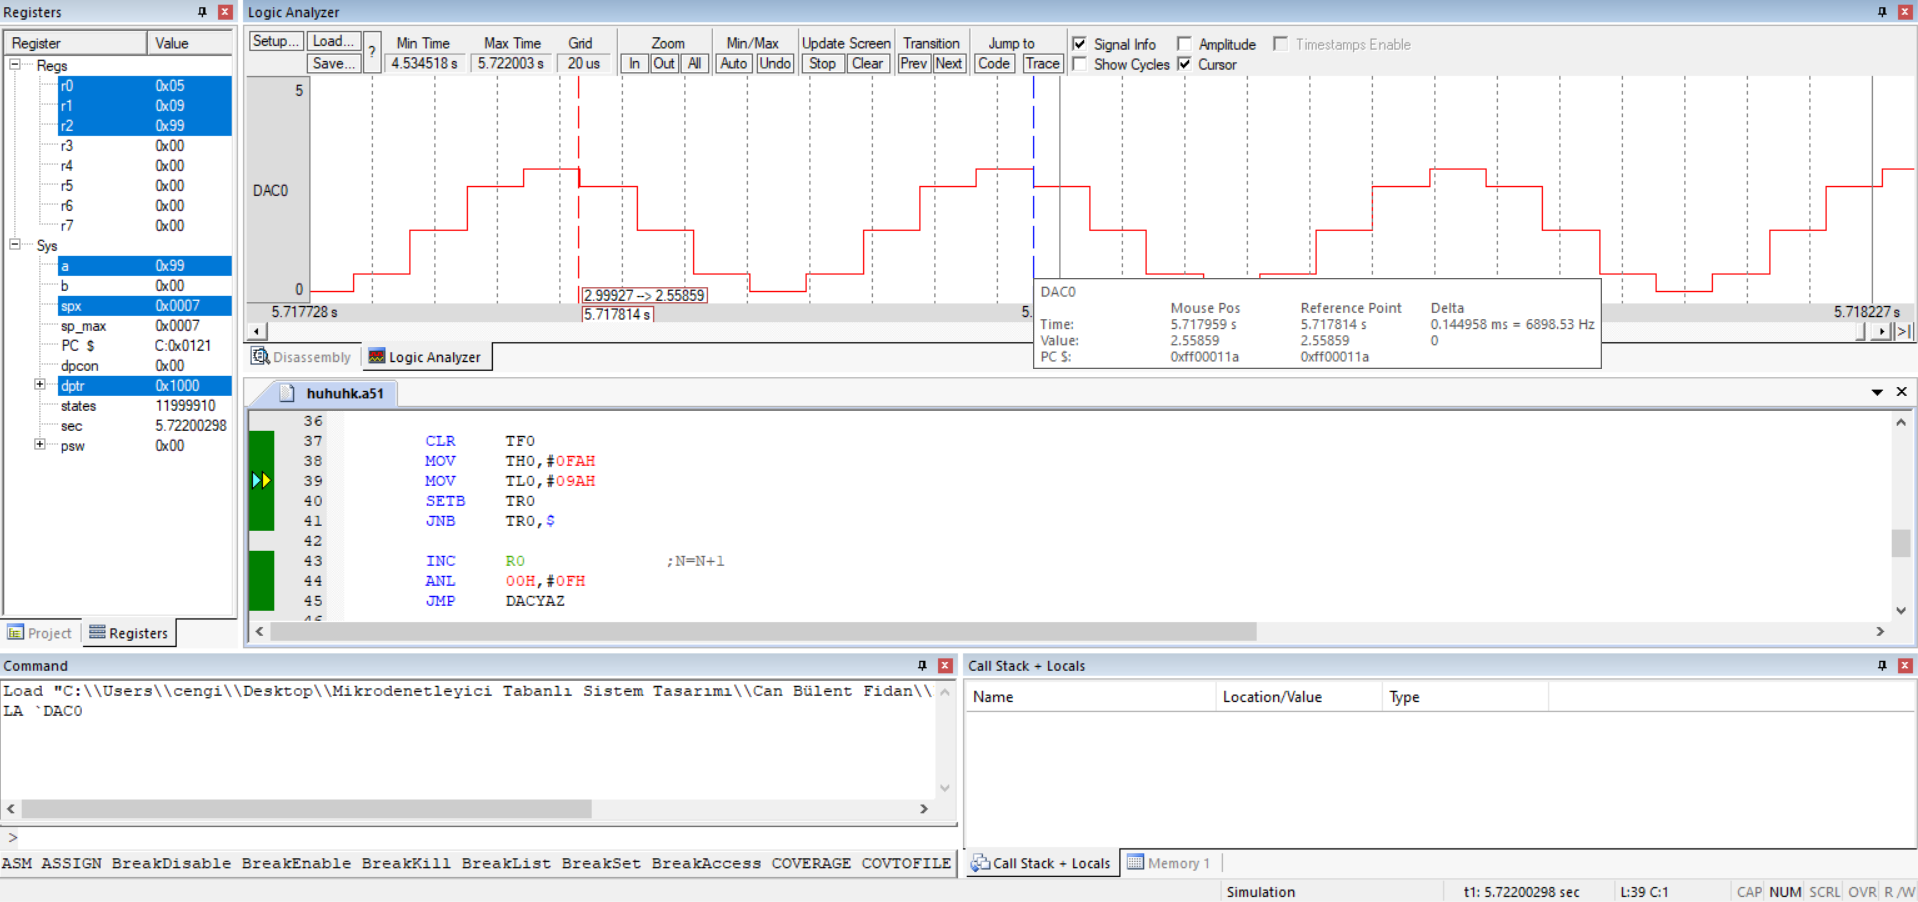 Registers
Register Value
Regs
r0 0x05
r1 0x09
r2 0x99
r3 0x00
r4 0x00
r5 0x00
r6 0x00
r7 0x00
Sys
a 0x99
b 0x00
spx 0x0007
sp_max 0x0007
PC $ C:0x0121
dpcon 0x00
dptr 0x1000
states 11999910
sec 5.72200298
psw 0x00
Project Registers
Logic Analyzer
Setup... Load... Save... ?
Min Time Max Time Grid Zoom Min/Max Update Screen Transition Jump to
4.534518 s 5.722003 s 20 us In Out All Auto Undo Stop Clear Prev Next Code Trace
Signal Info Amplitude Timestamps Enable
Show Cycles Cursor
5
DAC0
0
2.99927 --> 2.55859
5.717728 s 5.717814 s 5. 5.718227 s
DAC0
Mouse Pos Reference Point Delta
Time: 5.717959 s 5.717814 s 0.144958 ms = 6898.53 Hz
Value: 2.55859 2.55859 0
PC $: 0xff00011a 0xff00011a
Disassembly Logic Analyzer
huhuhk.a51
36
37 CLR TF0
38 MOV TH0,#0FAH
39 MOV TL0,#09AH
40 SETB TR0
41 JNB TR0,$
42
43 INC R0 ;N=N+1
44 ANL 00H,#0FH
45 JMP DACYAZ
46
Command
Load "C:\\Users\\cengi\\Desktop\\Mikrodenetleyici Tabanlı Sistem Tasarımı\\Can Bülent Fidan\\
LA `DAC0
>
ASM ASSIGN BreakDisable BreakEnable BreakKill BreakList BreakSet BreakAccess COVERAGE COVTOFILE
Call Stack + Locals
Name Location/Value Type
Call Stack + Locals Memory 1
Simulation t1: 5.72200298 sec L:39 C:1 CAP NUM SCRL OVR R/W